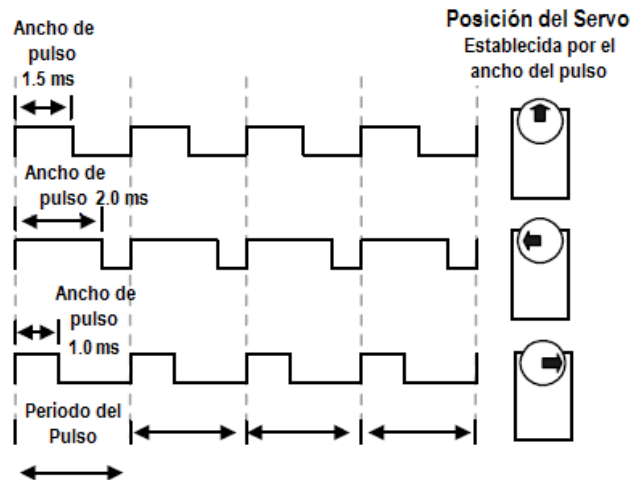 Ancho de
pulso
1.5 ms
Posición del Servo
Establecida por el
ancho del pulso
Ancho de
pulso 2.0 ms
Ancho de
pulso
1.0 ms
Periodo del
Pulso